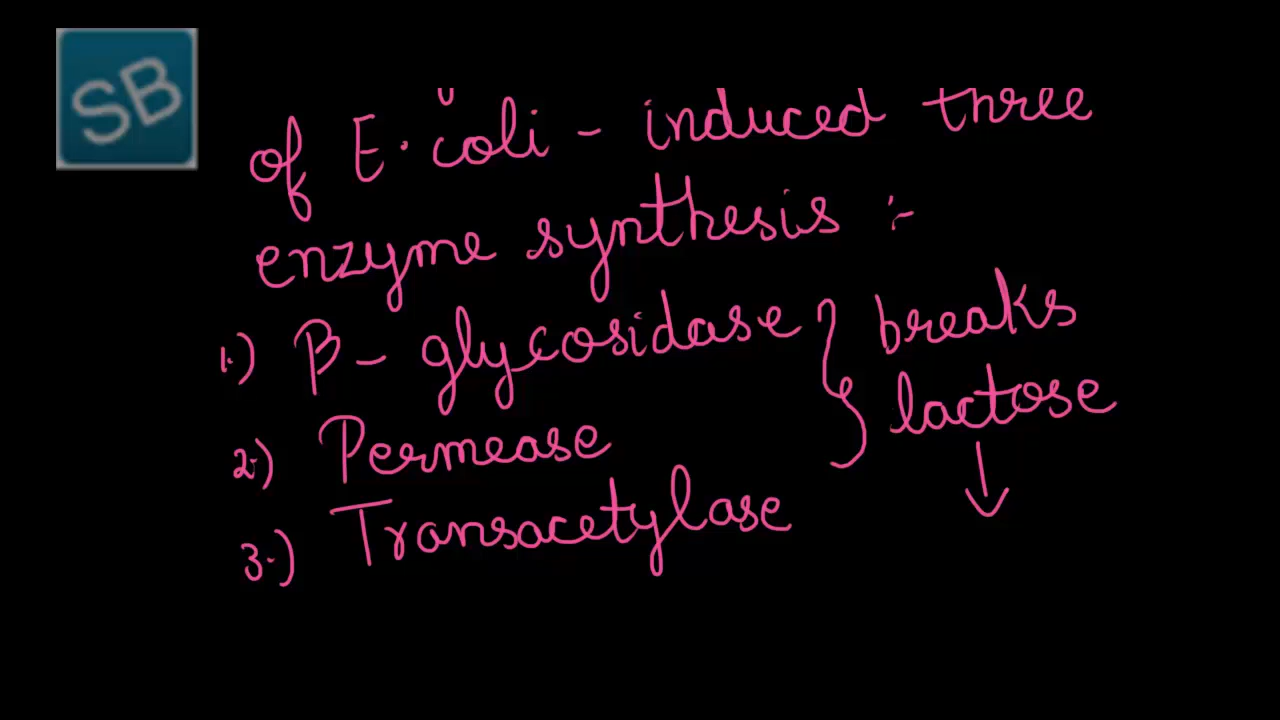 SB
of E. coli - induced three
enzyme synthesis :-
1.) β - glycosidase } breaks
lactose
2.) Permease
↓
3.) Transacetylase